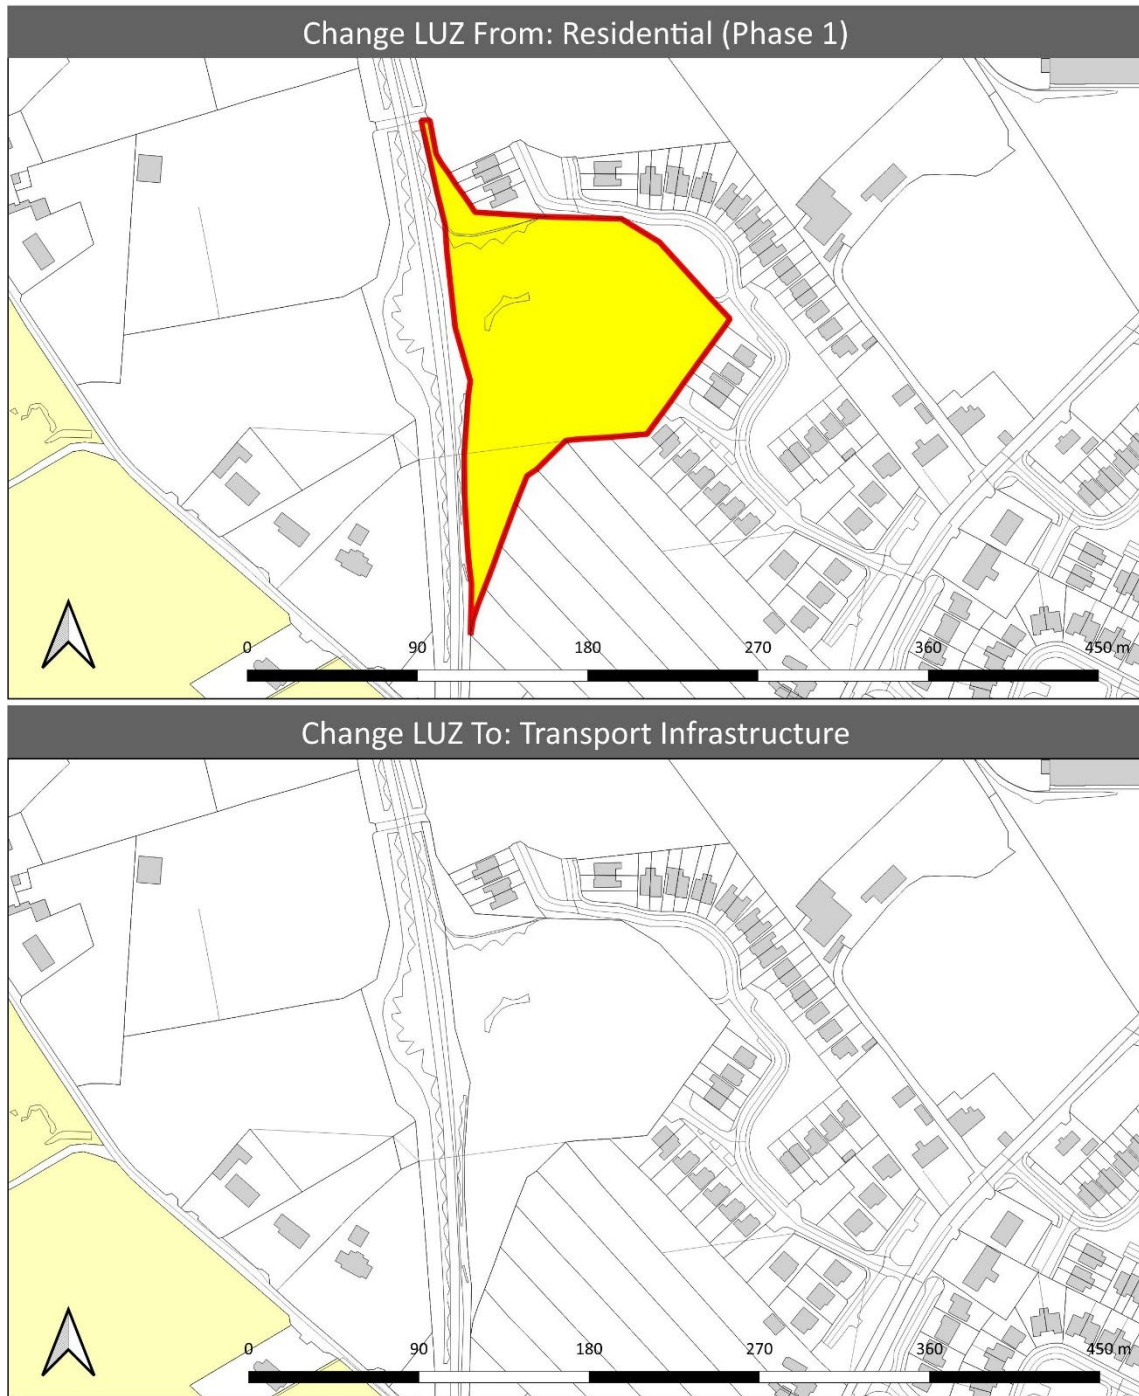 Change LUZ From: Residential (Phase 1)
0 90 180 270 360 450 m
Change LUZ To: Transport Infrastructure
0 90 180 270 360 450 m